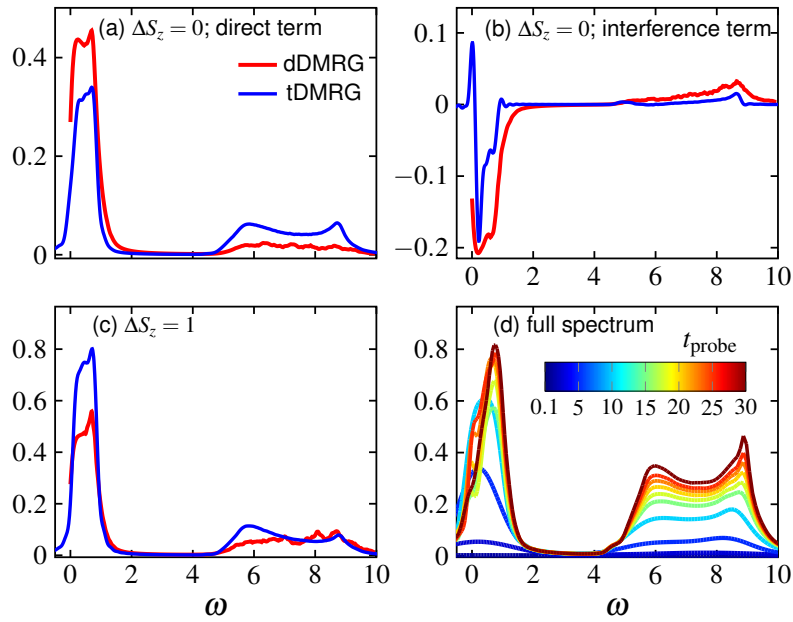 (a) ΔS_z = 0; direct term
dDMRG
tDMRG
0.4
0.2
0
(b) ΔS_z = 0; interference term
0.1
0
−0.1
−0.2
0 2 4 6 8 10
(c) ΔS_z = 1
0.8
0.6
0.4
0.2
0
0 2 4 6 8 10
ω
(d) full spectrum
t_probe
0.1 5 10 15 20 25 30
0.8
0.6
0.4
0.2
0
0 2 4 6 8 10
ω